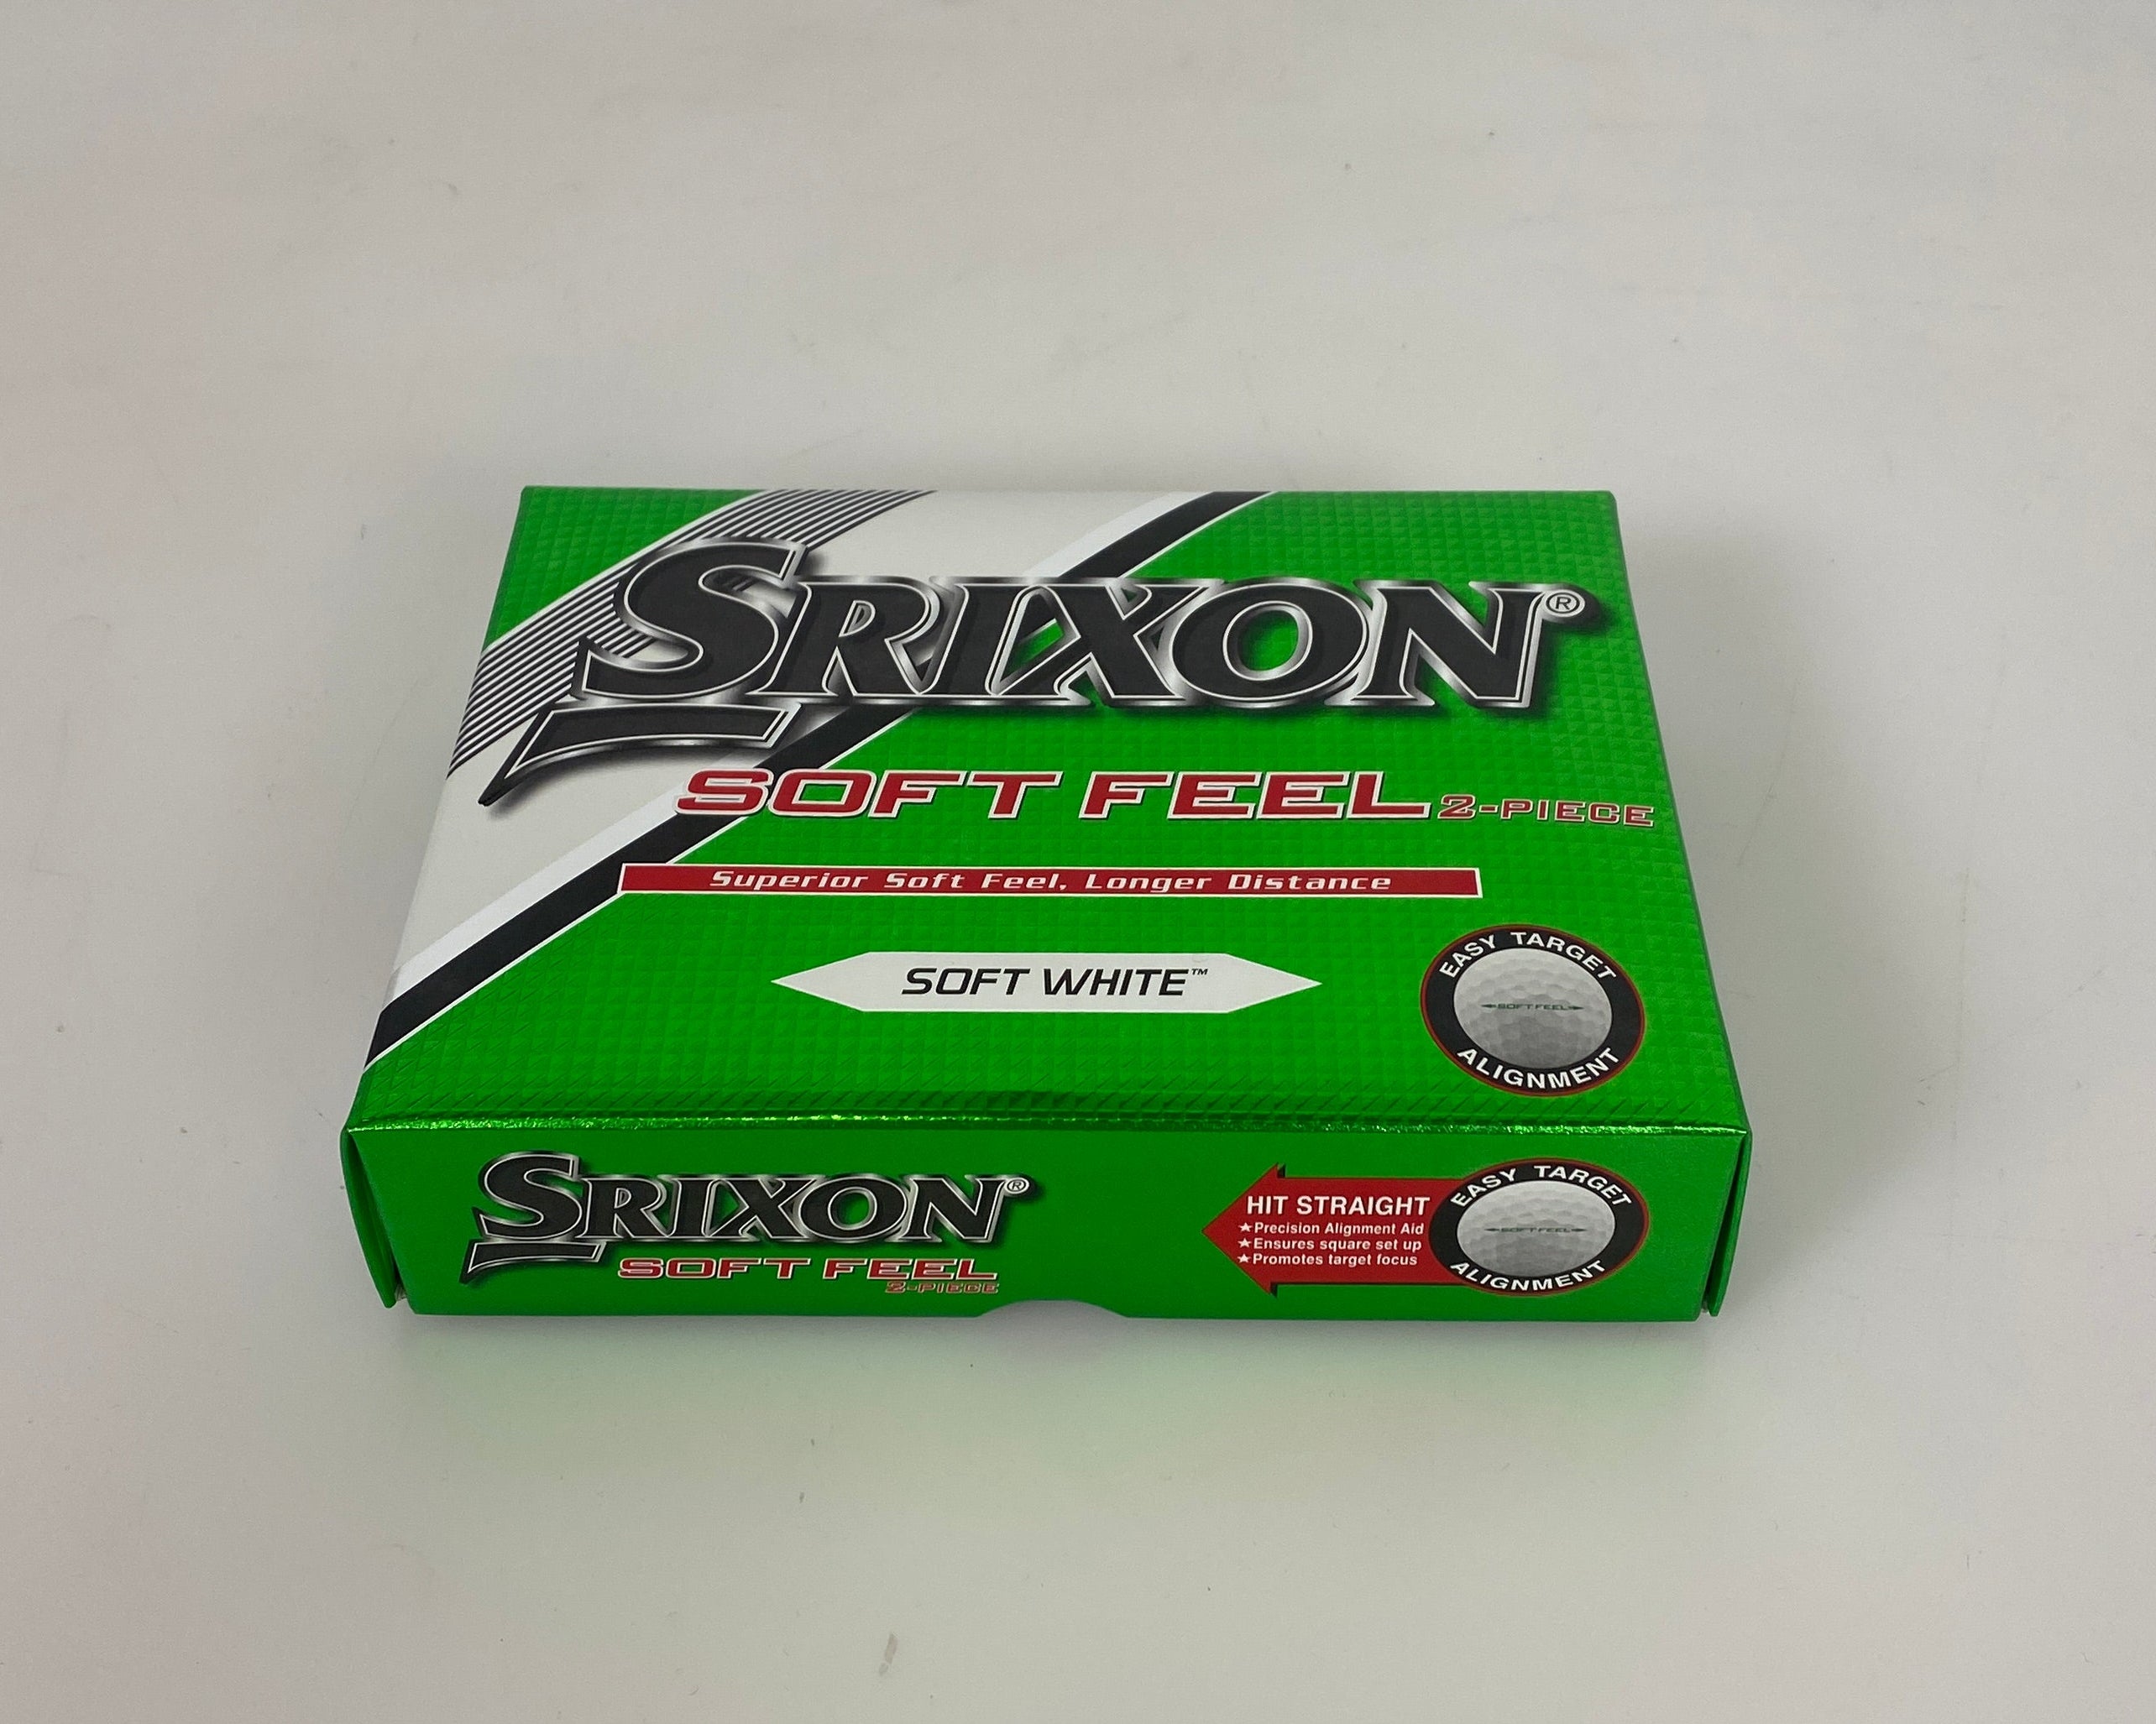 SRIXON®
SOFT FEEL 2-PIECE
Superior Soft Feel, Longer Distance
SOFT WHITE™
EASY TARGET
SOFT FEEL
ALIGNMENT
SRIXON®
SOFT FEEL
2-PIECE
HIT STRAIGHT
★Precision Alignment Aid
★Ensures square set up
★Promotes target focus
EASY TARGET
SOFT FEEL
ALIGNMENT